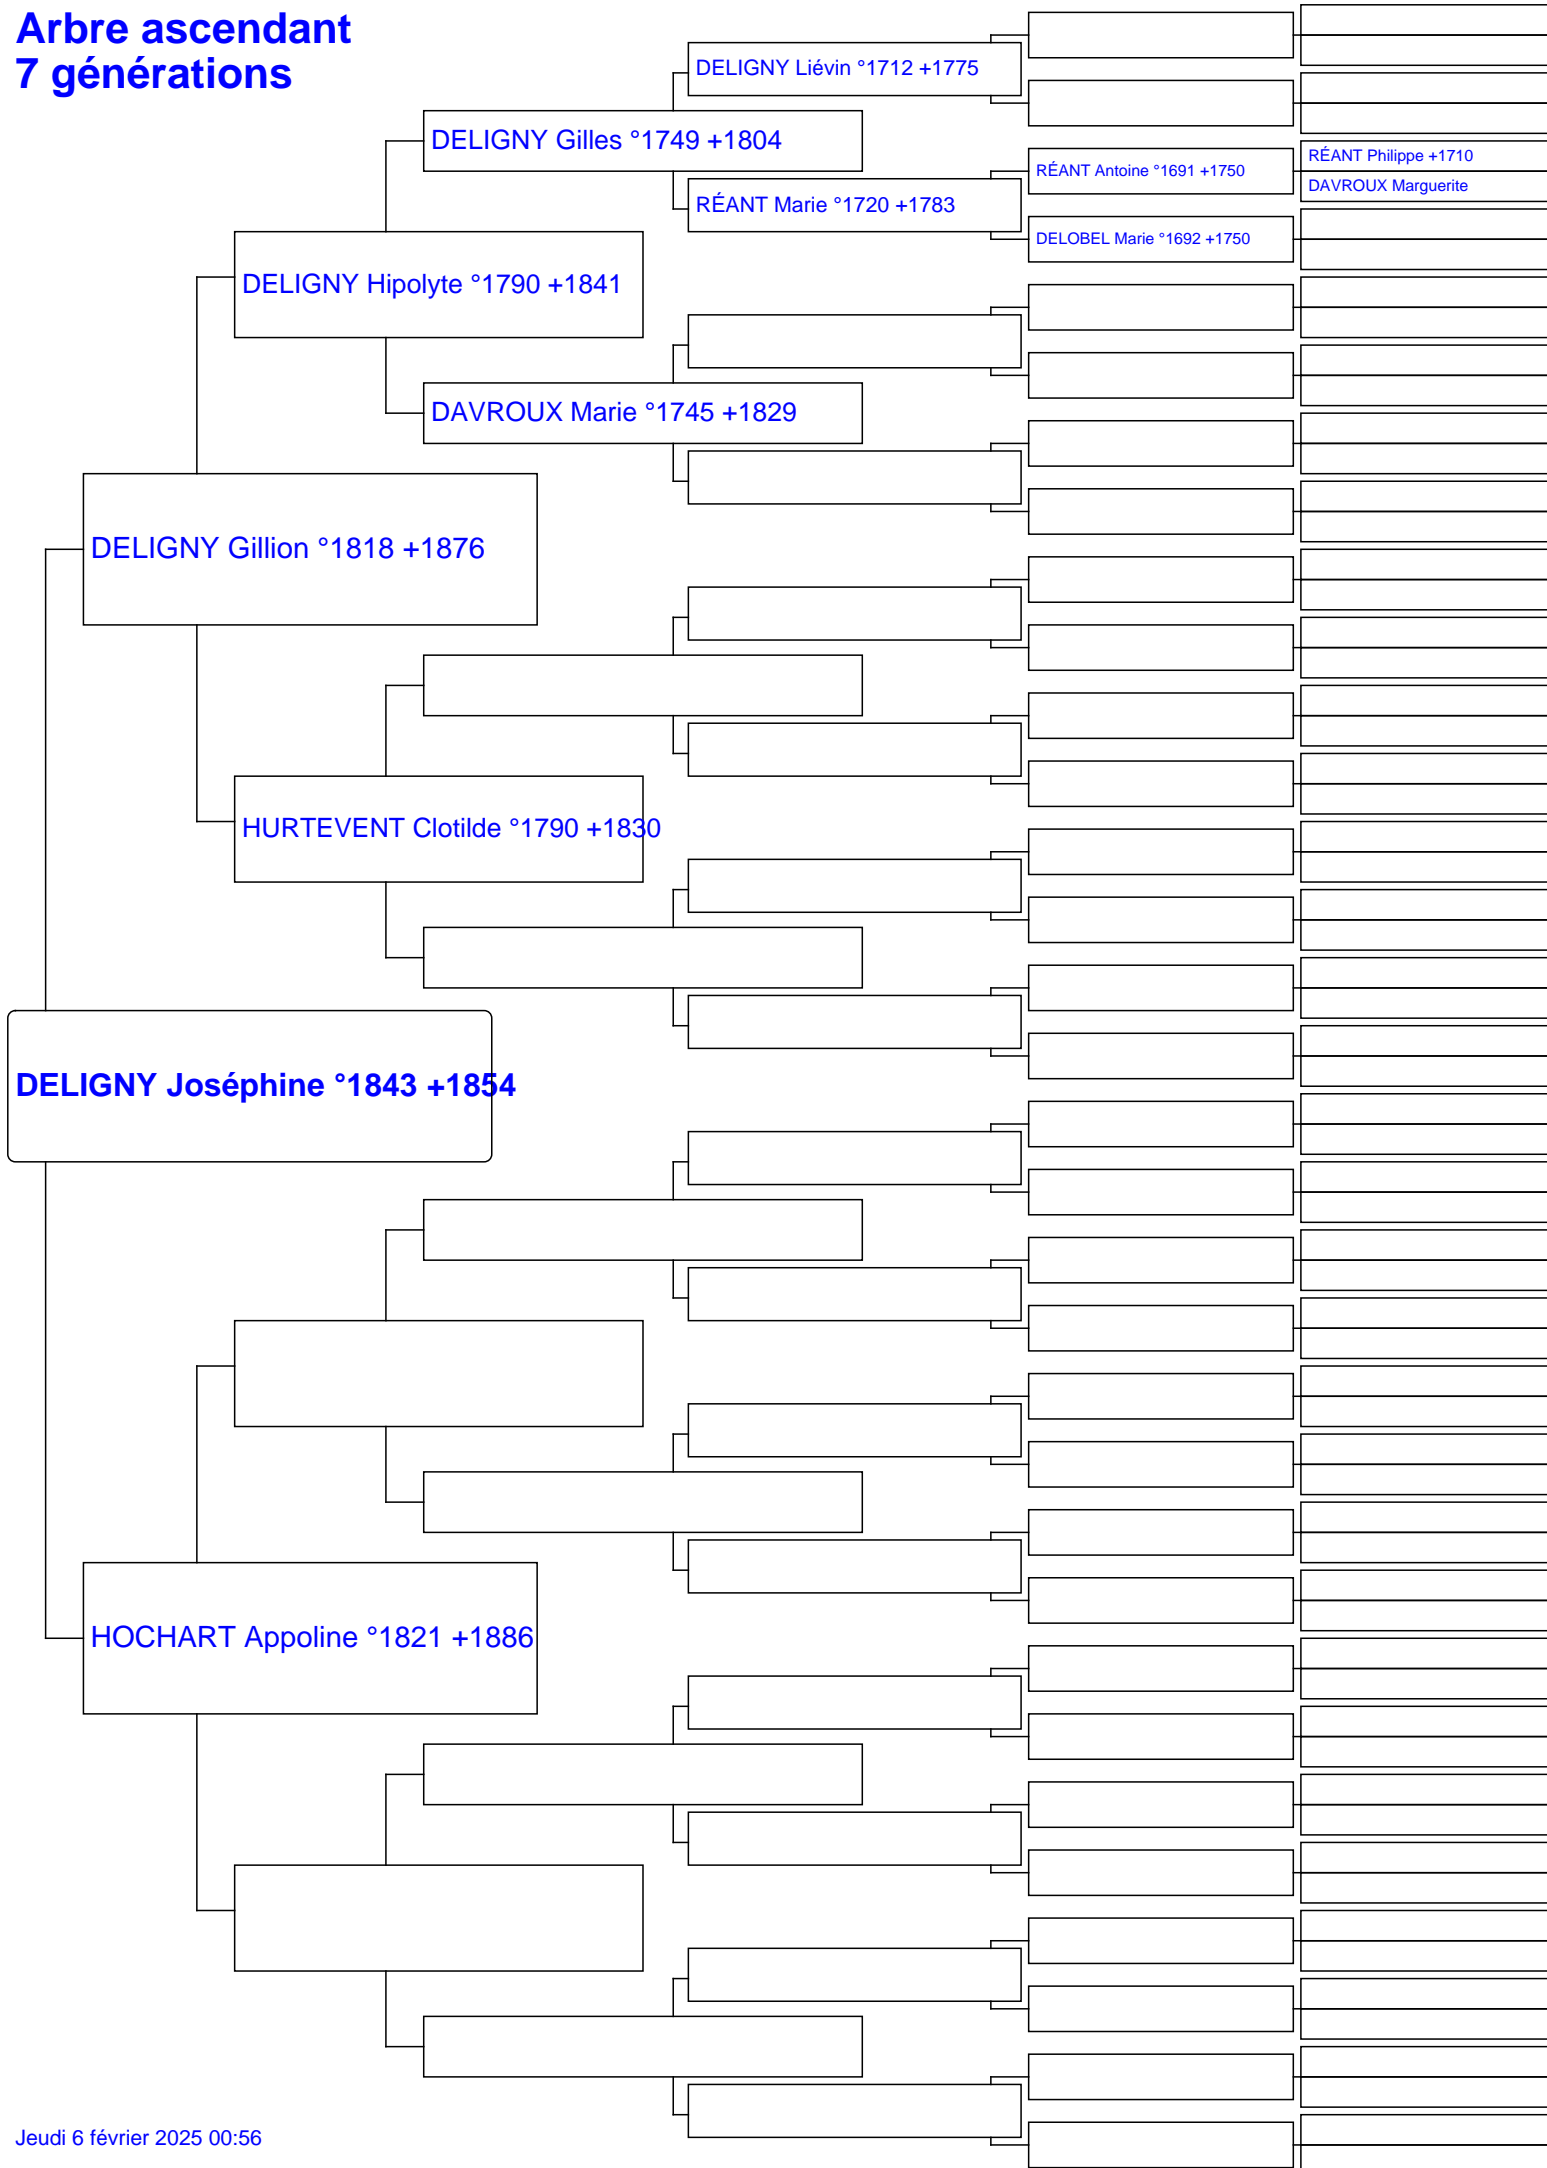 Arbre ascendant
7 générations
DELIGNY Liévin °1712 +1775
DELIGNY Gilles °1749 +1804
RÉANT Philippe +1710
RÉANT Antoine °1691 +1750
DAVROUX Marguerite
RÉANT Marie °1720 +1783
DELOBEL Marie °1692 +1750
DELIGNY Hipolyte °1790 +1841
DAVROUX Marie °1745 +1829
DELIGNY Gillion °1818 +1876
HURTEVENT Clotilde °1790 +1830
DELIGNY Joséphine °1843 +1854
HOCHART Appoline °1821 +1886
Jeudi 6 février 2025 00:56